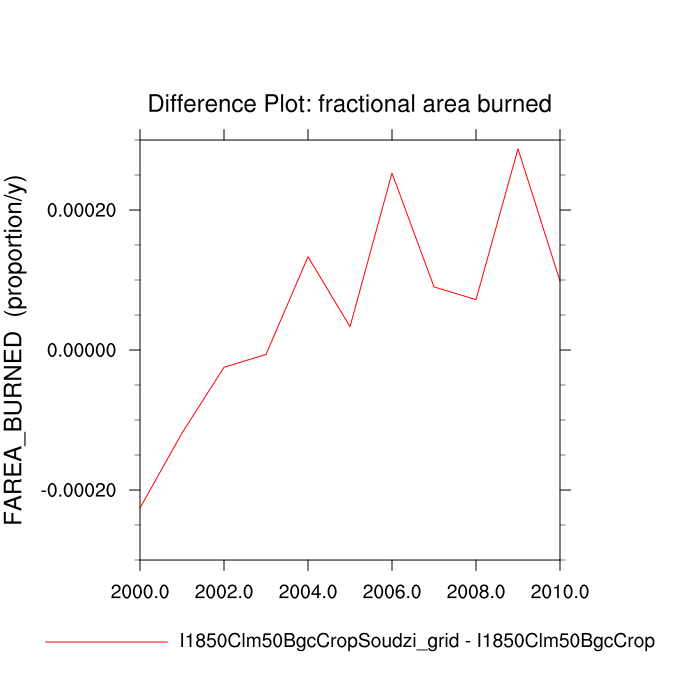 Difference Plot: fractional area burned
FAREA_BURNED (proportion/y)
0.00020
0.00000
-0.00020
2000.0 2002.0 2004.0 2006.0 2008.0 2010.0
I1850Clm50BgcCropSoudzi_grid - I1850Clm50BgcCrop